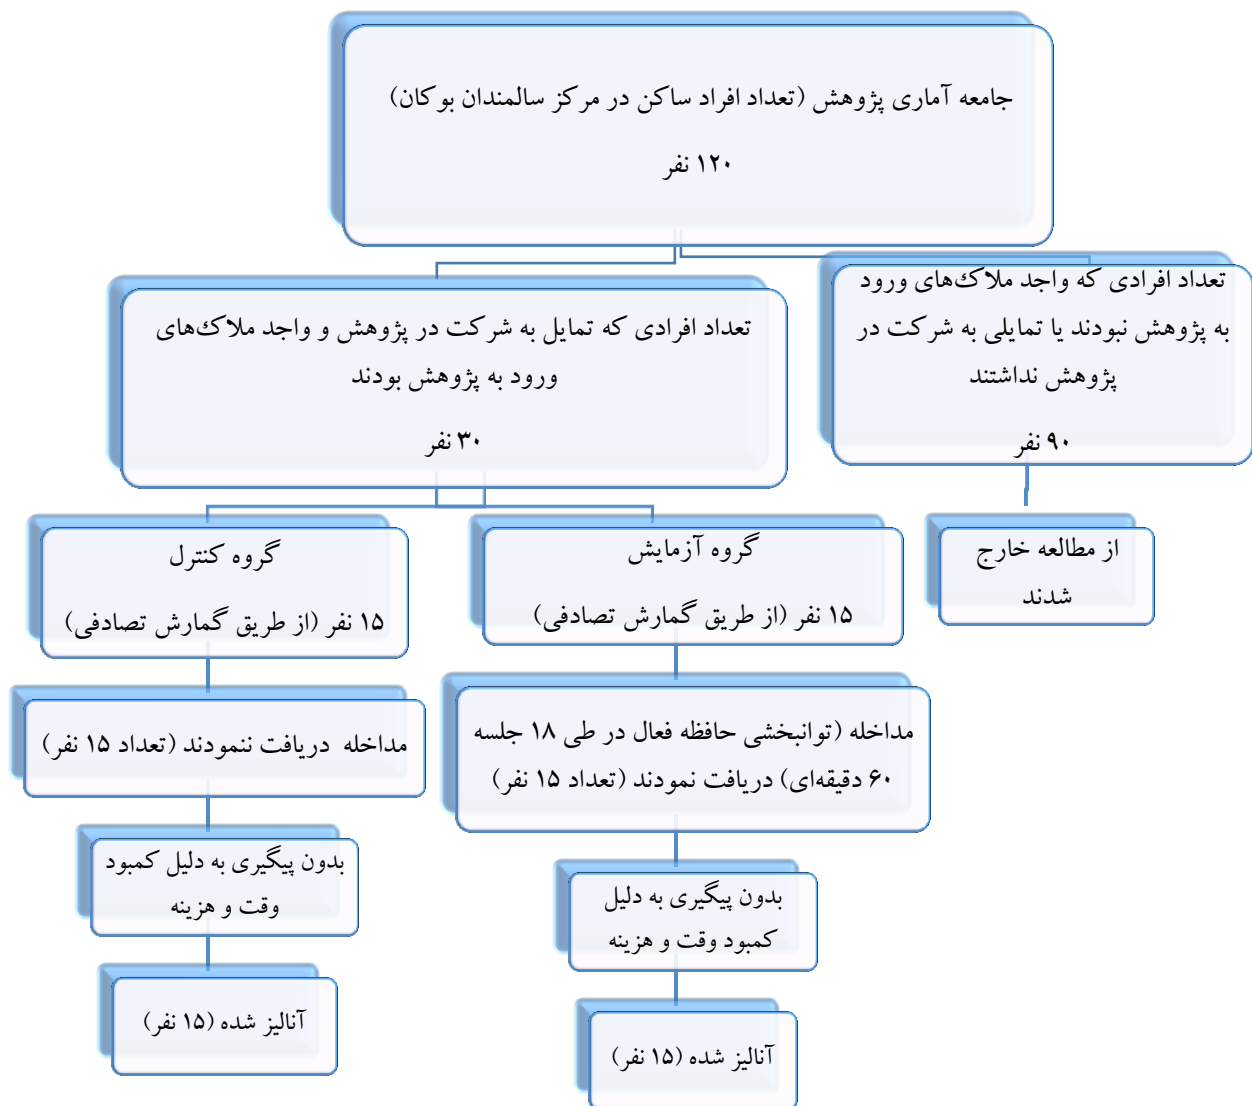 جامعه آماری پژوهش (تعداد افراد ساکن در مرکز سالمندان بوکان)
۱۲۰ نفر
تعداد افرادی که واجد ملاک‌های ورود
به پژوهش نبودند یا تمایلی به شرکت در
پژوهش نداشتند
۹۰ نفر
تعداد افرادی که تمایل به شرکت در پژوهش و واجد ملاک‌های
ورود به پژوهش بودند
۳۰ نفر
از مطالعه خارج
شدند
گروه آزمایش
۱۵ نفر (از طریق گمارش تصادفی)
گروه کنترل
۱۵ نفر (از طریق گمارش تصادفی)
مداخله (توانبخشی حافظه فعال در طی ۱۸ جلسه
۶۰ دقیقه‌ای) دریافت نمودند (تعداد ۱۵ نفر)
مداخله دریافت ننمودند (تعداد ۱۵ نفر)
بدون پیگیری به دلیل
کمبود وقت و هزینه
بدون پیگیری به دلیل کمبود
وقت و هزینه
آنالیز شده (۱۵ نفر)
آنالیز شده (۱۵ نفر)